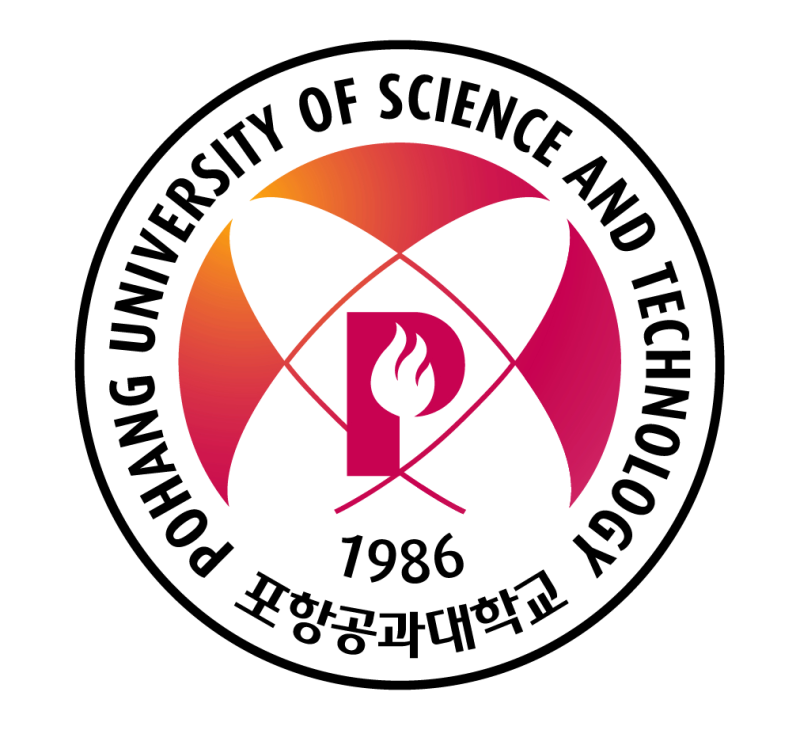 POHANG UNIVERSITY OF SCIENCE AND TECHNOLOGY
P
1986
포항공과대학교